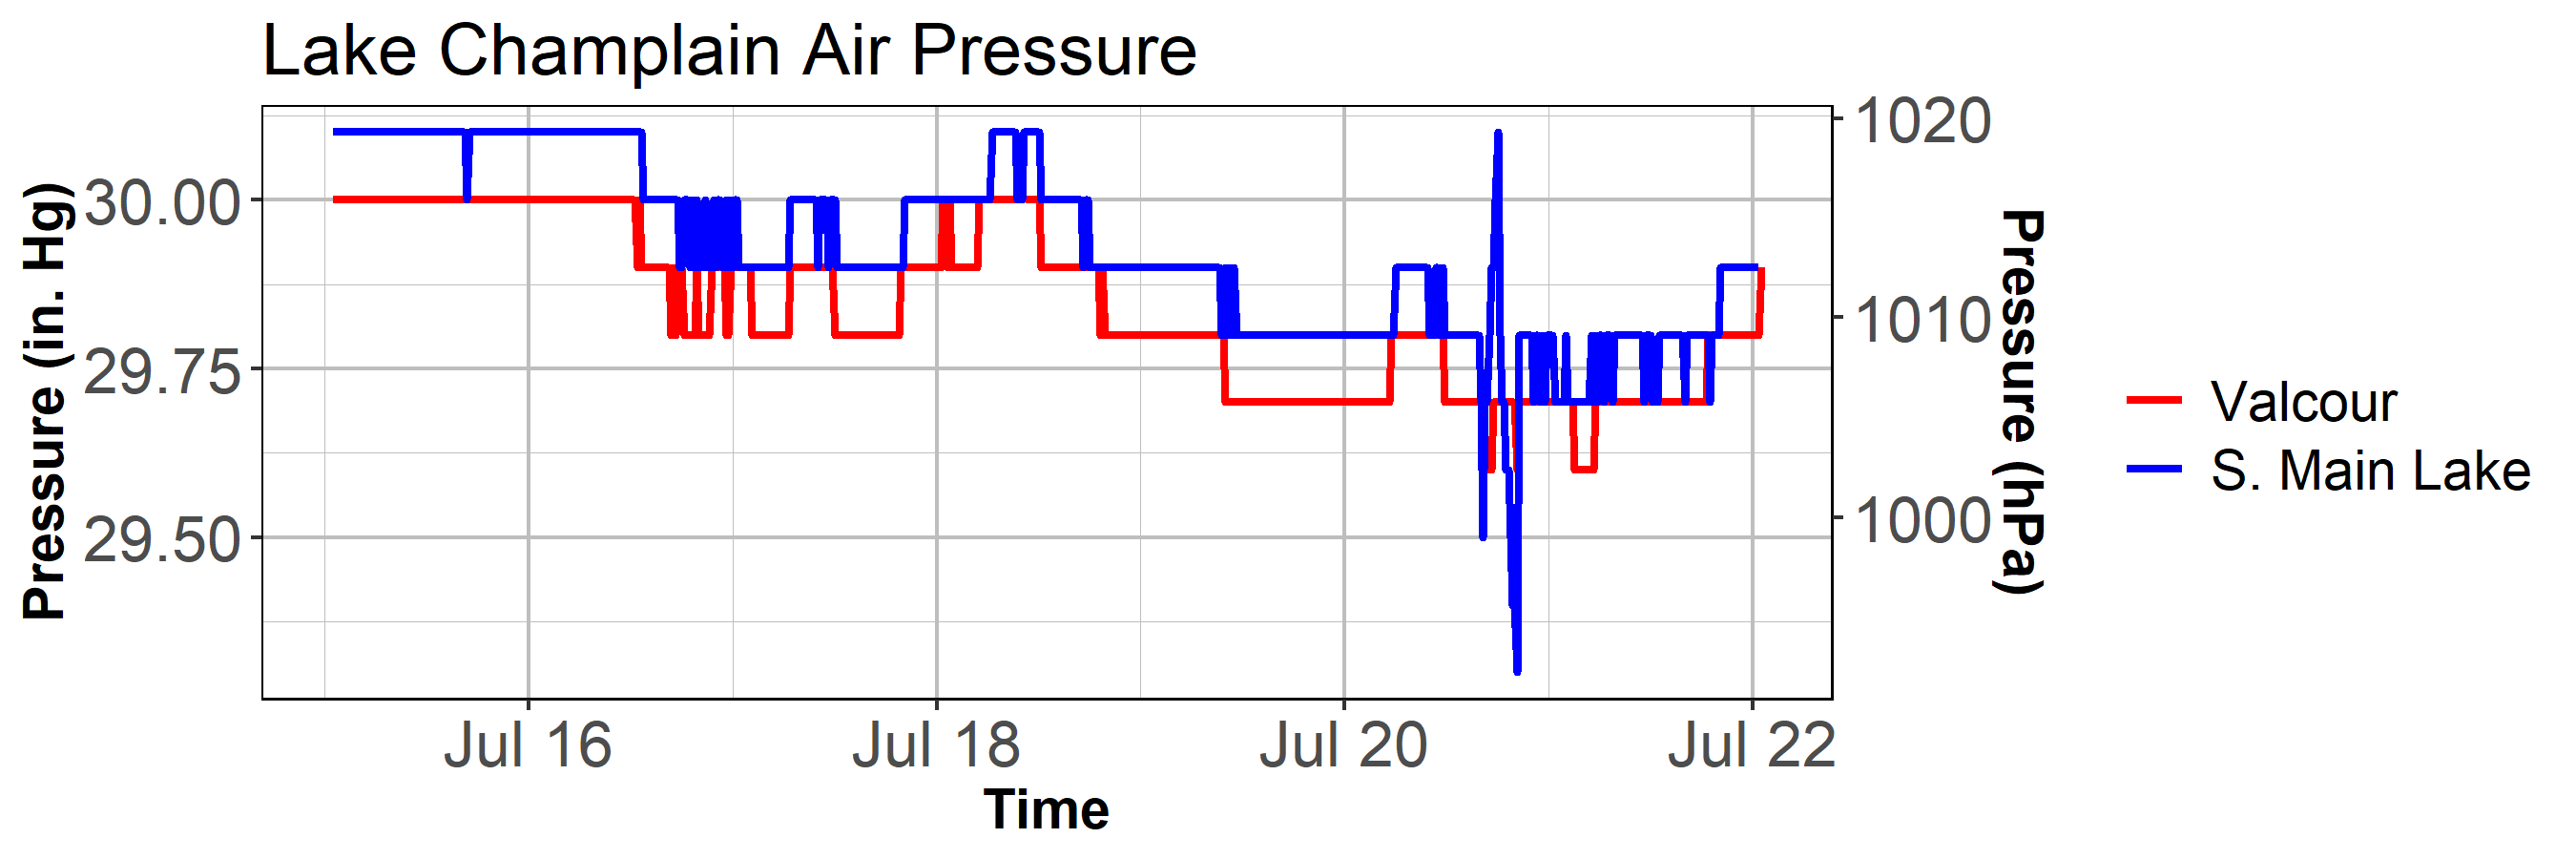 Lake Champlain Air Pressure
Pressure (in. Hg)
30.00
29.75
29.50
1020
1010
1000
Pressure (hPa)
Valcour
S. Main Lake
Jul 16
Jul 18
Jul 20
Jul 22
Time